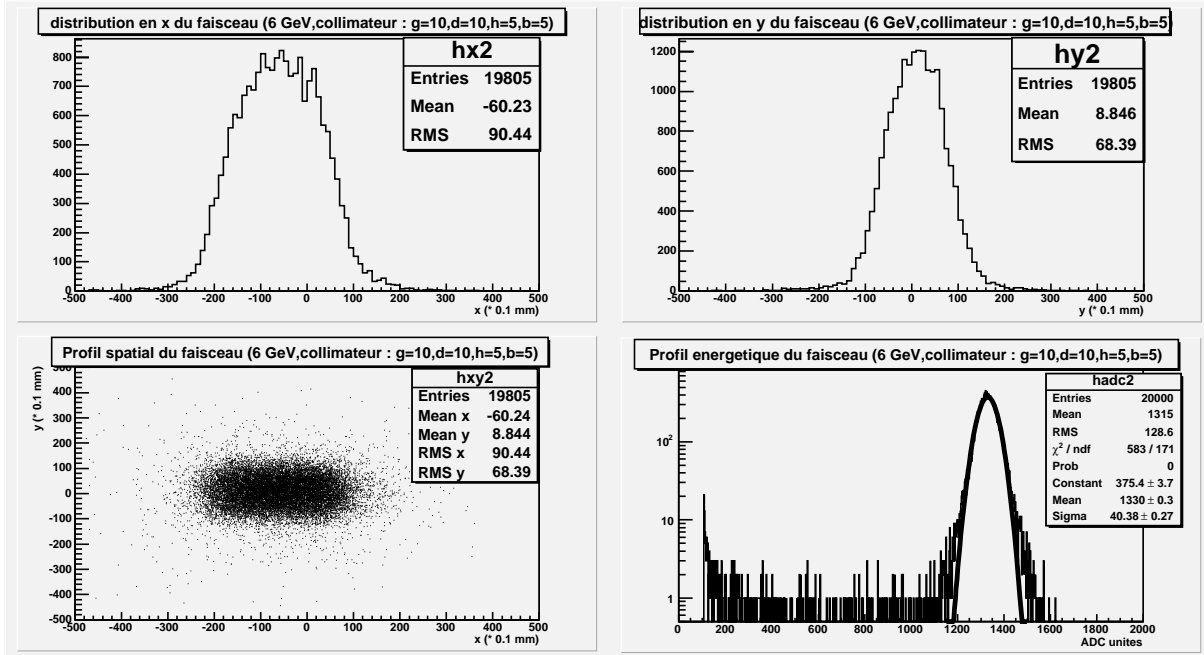 distribution en x du faisceau (6 GeV,collimateur : g=10,d=10,h=5,b=5)
hx2
Entries 19805
Mean -60.23
RMS 90.44
800
700
600
500
400
300
200
100
0
-500 -400 -300 -200 -100 0 100 200 300 400 500
x (* 0.1 mm)
distribution en y du faisceau (6 GeV,collimateur : g=10,d=10,h=5,b=5)
hy2
Entries 19805
Mean 8.846
RMS 68.39
1200
1000
800
600
400
200
0
-500 -400 -300 -200 -100 0 100 200 300 400 500
y (* 0.1 mm)
Profil spatial du faisceau (6 GeV,collimateur : g=10,d=10,h=5,b=5)
hxy2
Entries 19805
Mean x -60.24
Mean y 8.844
RMS x 90.44
RMS y 68.39
y (* 0.1 mm)
500
400
300
200
100
0
-100
-200
-300
-400
-500
-500 -400 -300 -200 -100 0 100 200 300 400 500
x (* 0.1 mm)
Profil energetique du faisceau (6 GeV,collimateur : g=10,d=10,h=5,b=5)
hadc2
Entries 20000
Mean 1315
RMS 128.6
χ² / ndf 583 / 171
Prob 0
Constant 375.4 ± 3.7
Mean 1330 ± 0.3
Sigma 40.38 ± 0.27
10²
10
1
0 200 400 600 800 1000 1200 1400 1600 1800 2000
ADC unites